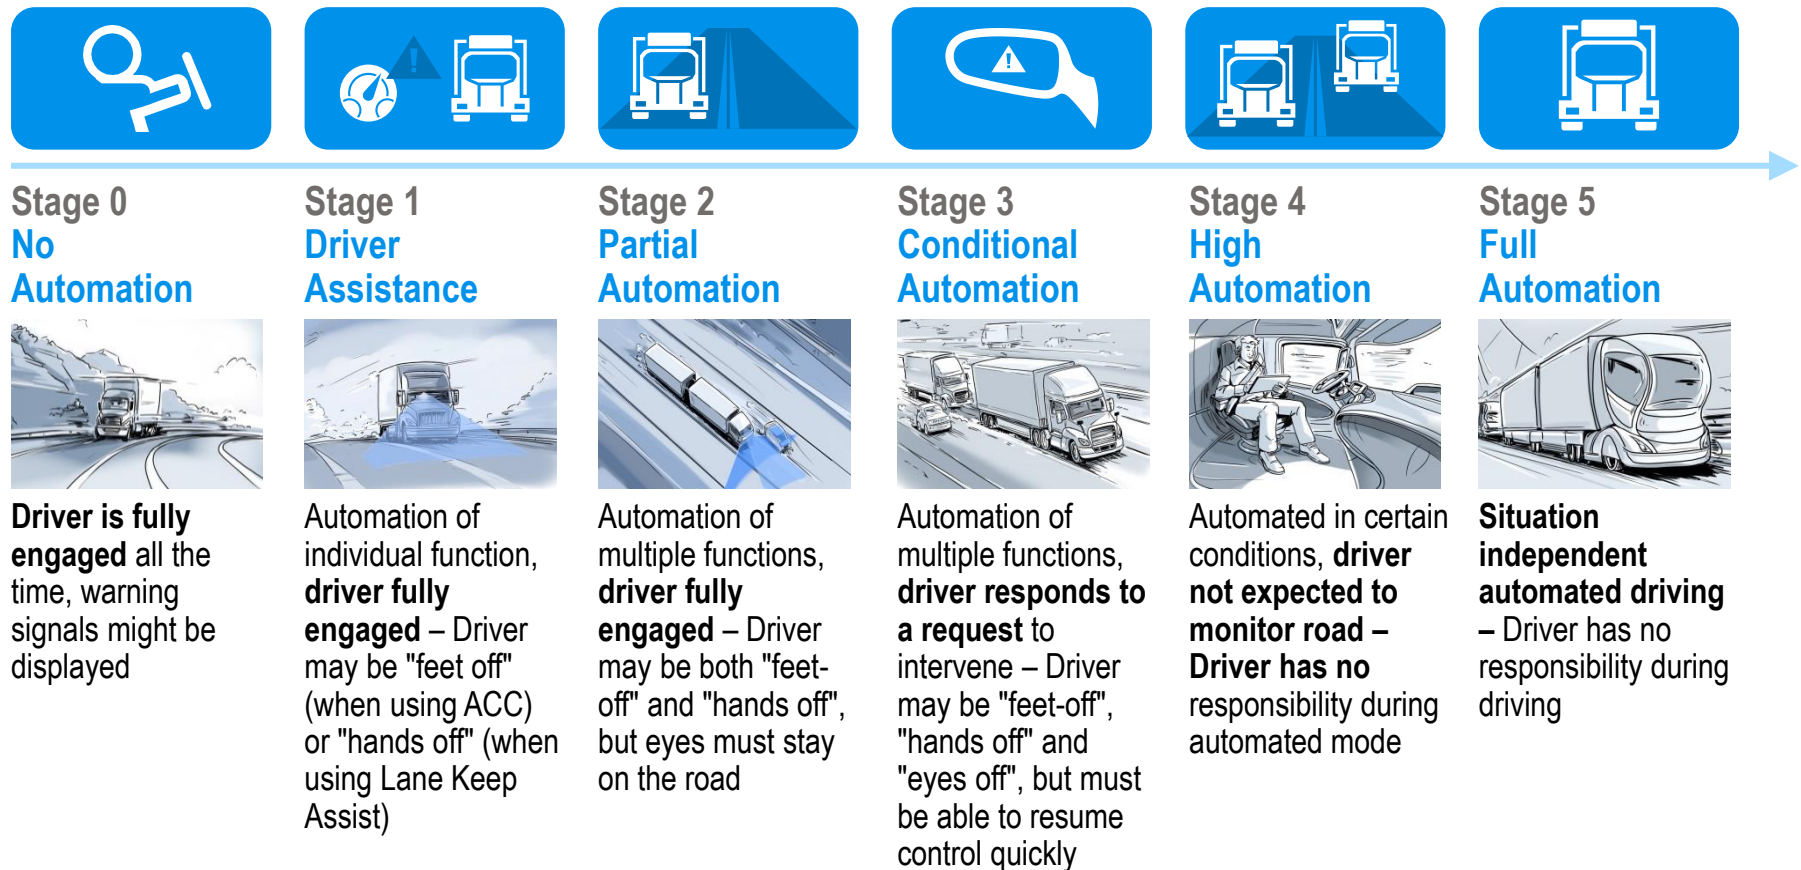 Stage 0
No
Automation
Driver is fully
engaged all the
time, warning
signals might be
displayed
Stage 1
Driver
Assistance
Automation of
individual function,
driver fully
engaged – Driver
may be "feet off"
(when using ACC)
or "hands off" (when
using Lane Keep
Assist)
Stage 2
Partial
Automation
Automation of
multiple functions,
driver fully
engaged – Driver
may be both "feet-
off" and "hands off",
but eyes must stay
on the road
Stage 3
Conditional
Automation
Automation of
multiple functions,
driver responds to
a request to
intervene – Driver
may be "feet-off",
"hands off" and
"eyes off", but must
be able to resume
control quickly
Stage 4
High
Automation
Automated in certain
conditions, driver
not expected to
monitor road –
Driver has no
responsibility during
automated mode
Stage 5
Full
Automation
Situation
independent
automated driving
– Driver has no
responsibility during
driving